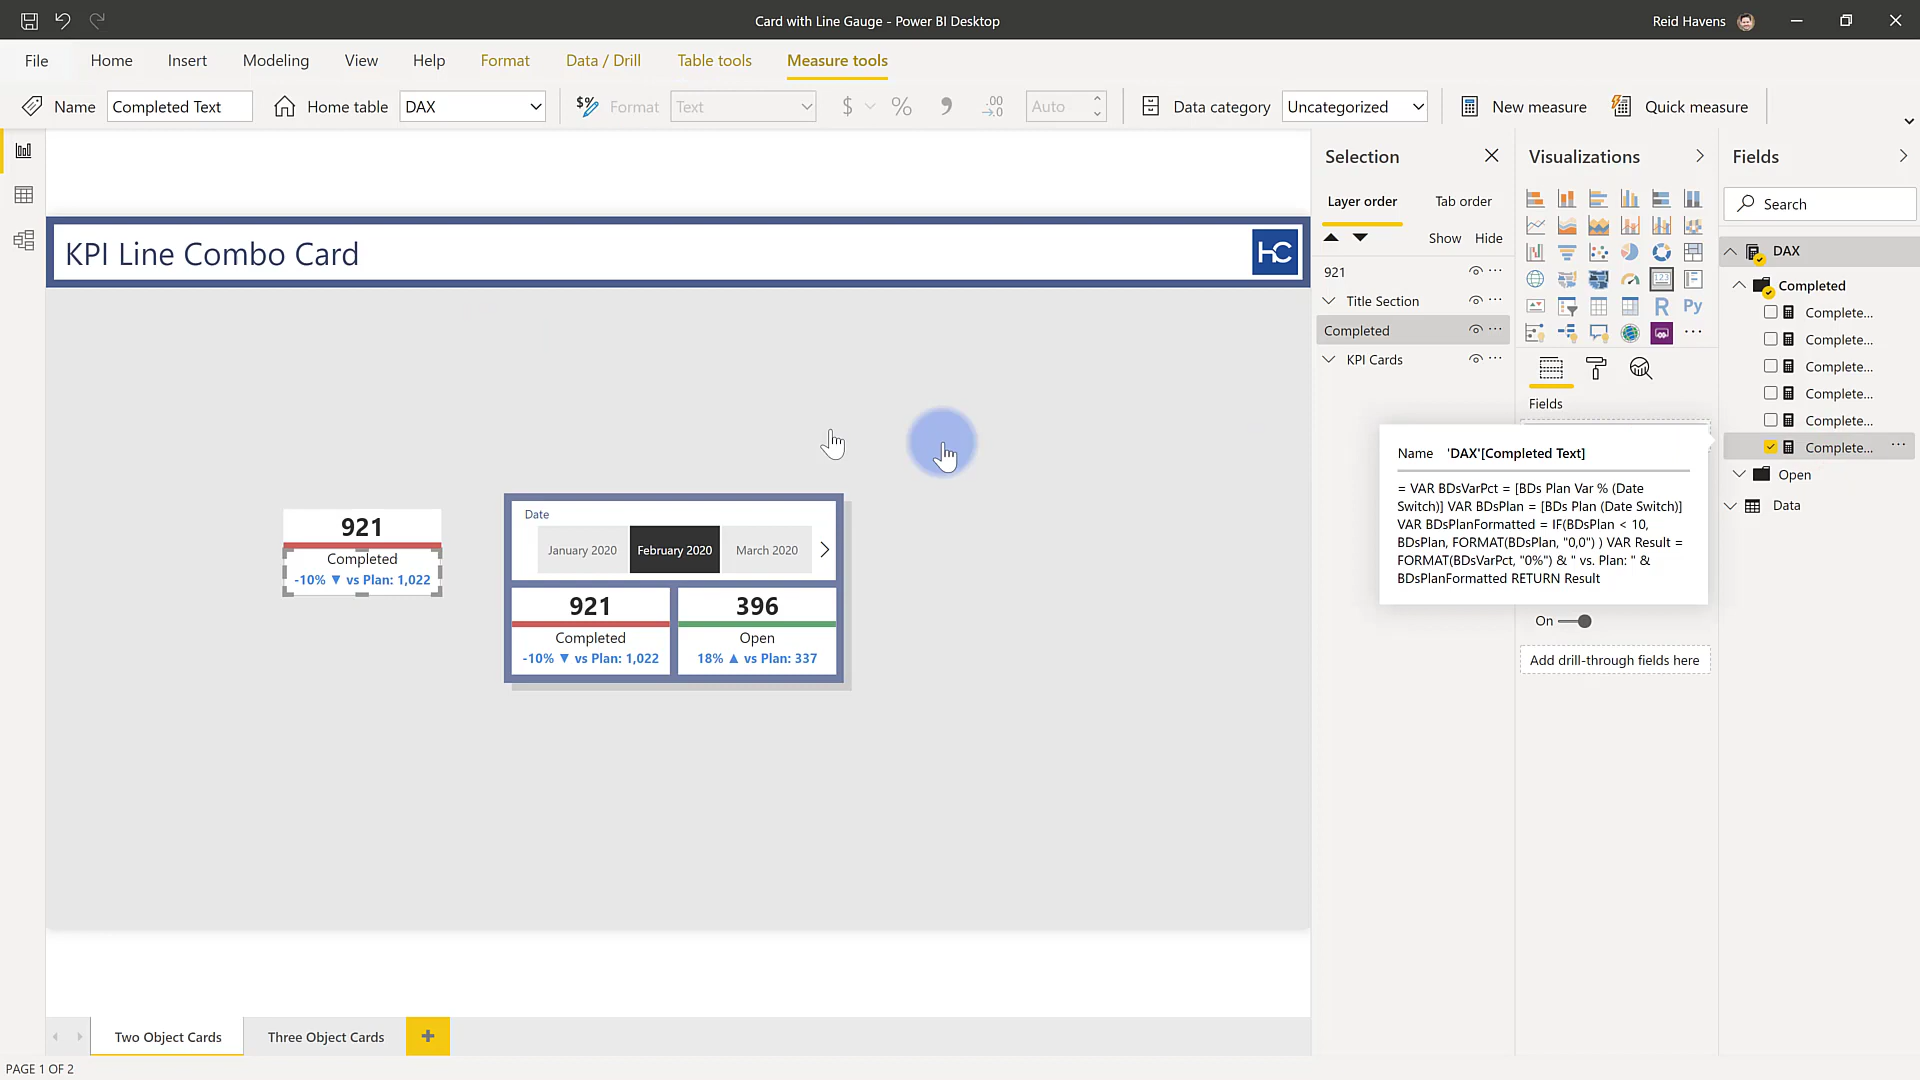 Card with Line Gauge - Power BI Desktop
Reid Havens
File
Home
Insert
Modeling
View
Help
Format
Data / Drill
Table tools
Measure tools
Name
Completed Text
Home table
DAX
$%
Format
Text
$
%
,
.00
→.0
Auto
Data category
Uncategorized
New measure
Quick measure
KPI Line Combo Card
HC
921
Completed
-10% ▼ vs Plan: 1,022
Date
January 2020
February 2020
March 2020
921
Completed
-10% ▼ vs Plan: 1,022
396
Open
18% ▲ vs Plan: 337
Selection
Layer order
Tab order
Show
Hide
921
Title Section
Completed
KPI Cards
Visualizations
R
Py
Fields
Name 'DAX'[Completed Text]
= VAR BDsVarPct = [BDs Plan Var % (Date
Switch)] VAR BDsPlan = [BDs Plan (Date Switch)]
VAR BDsPlanFormatted = IF(BDsPlan < 10,
BDsPlan, FORMAT(BDsPlan, "0,0") ) VAR Result =
FORMAT(BDsVarPct, "0%") & " vs. Plan: " &
BDsPlanFormatted RETURN Result
On
Add drill-through fields here
Fields
Search
DAX
Completed
Complete...
Complete...
Complete...
Complete...
Complete...
Complete...
Open
Data
Two Object Cards
Three Object Cards
PAGE 1 OF 2